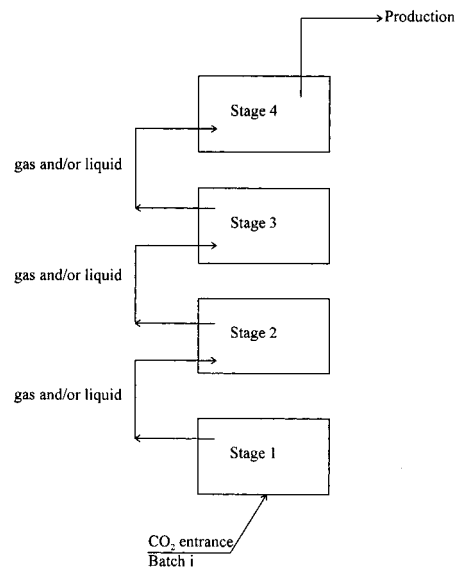 Production
Stage 4
gas and/or liquid
Stage 3
gas and/or liquid
Stage 2
gas and/or liquid
Stage 1
CO₂ entrance
Batch i